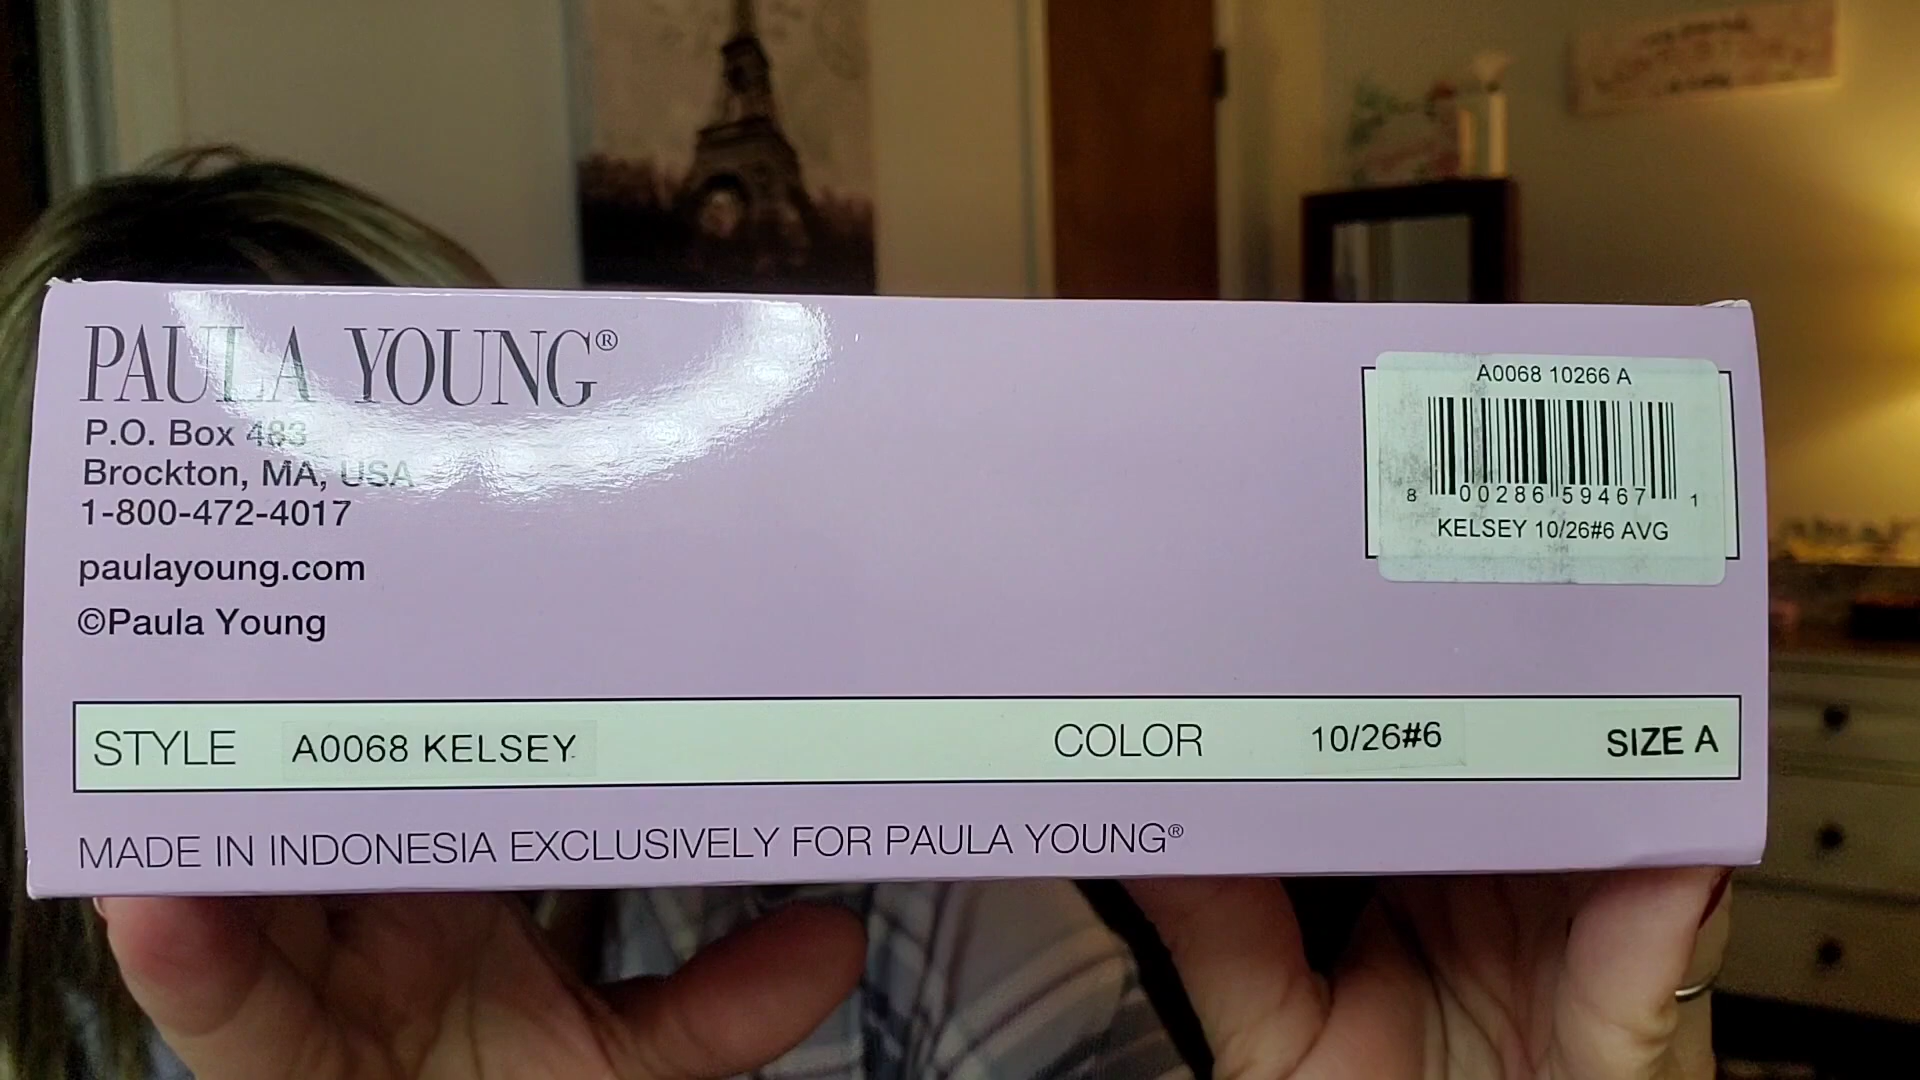 PAULA YOUNG®
P.O. Box 483
Brockton, MA, USA
1-800-472-4017
paulayoung.com
©Paula Young
A0068 10266 A
8 00286 59467 1
KELSEY 10/26#6 AVG
STYLE A0068 KELSEY COLOR 10/26#6 SIZE A
MADE IN INDONESIA EXCLUSIVELY FOR PAULA YOUNG®